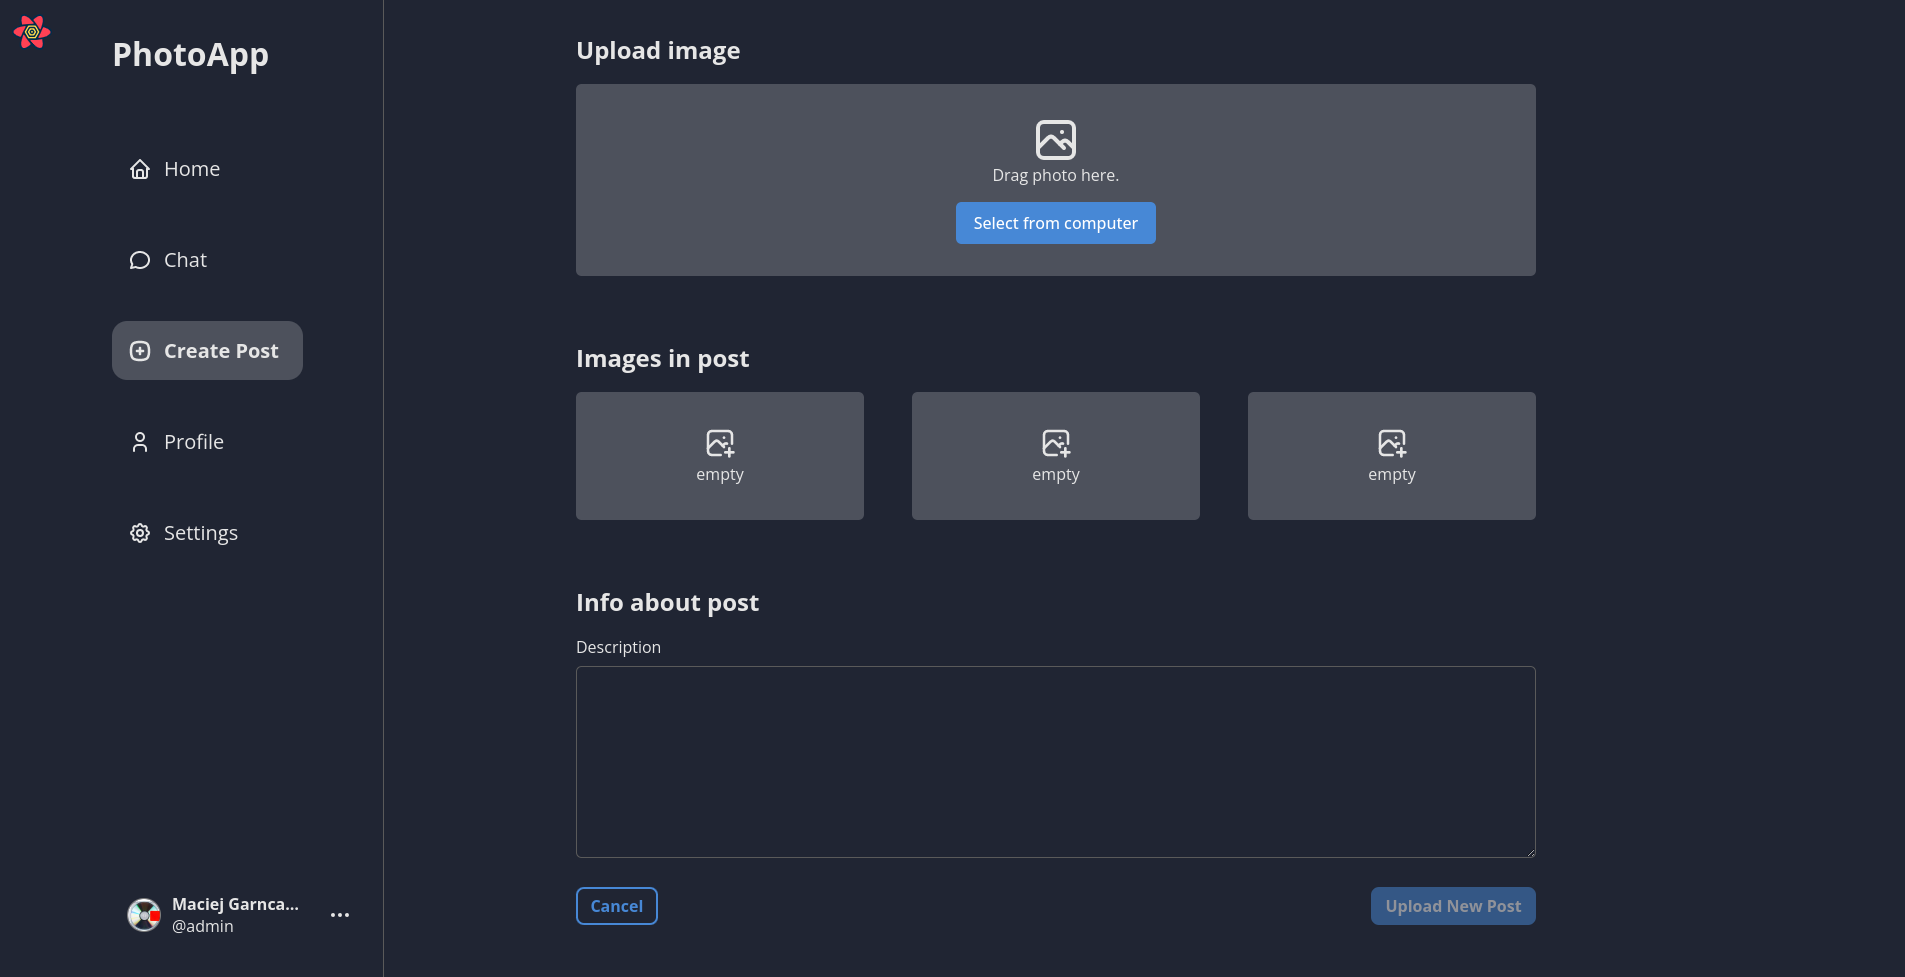 PhotoApp
Home
Chat
Create Post
Profile
Settings
Maciej Garnca...
@admin
Upload image
Drag photo here.
Select from computer
Images in post
empty
empty
empty
Info about post
Description
Cancel
Upload New Post